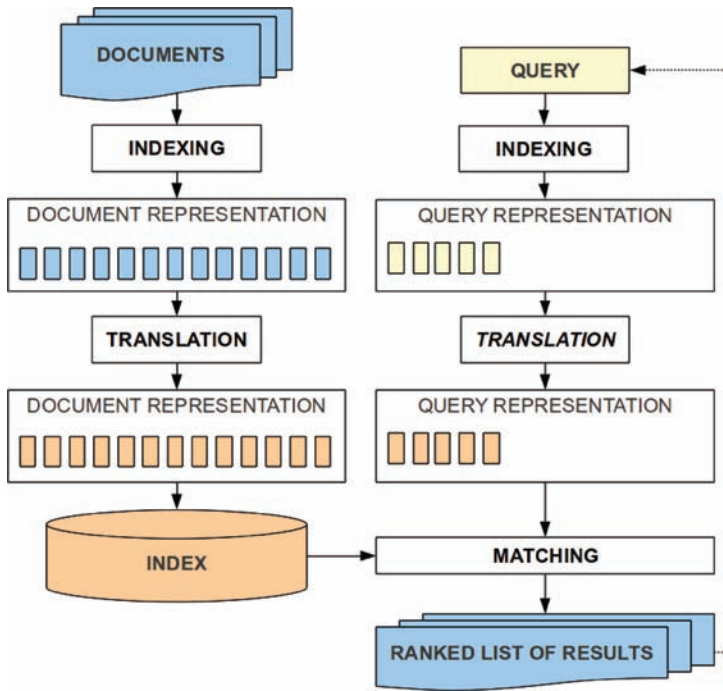 DOCUMENTS
INDEXING
DOCUMENT REPRESENTATION
TRANSLATION
DOCUMENT REPRESENTATION
INDEX
QUERY
INDEXING
QUERY REPRESENTATION
TRANSLATION
QUERY REPRESENTATION
MATCHING
RANKED LIST OF RESULTS